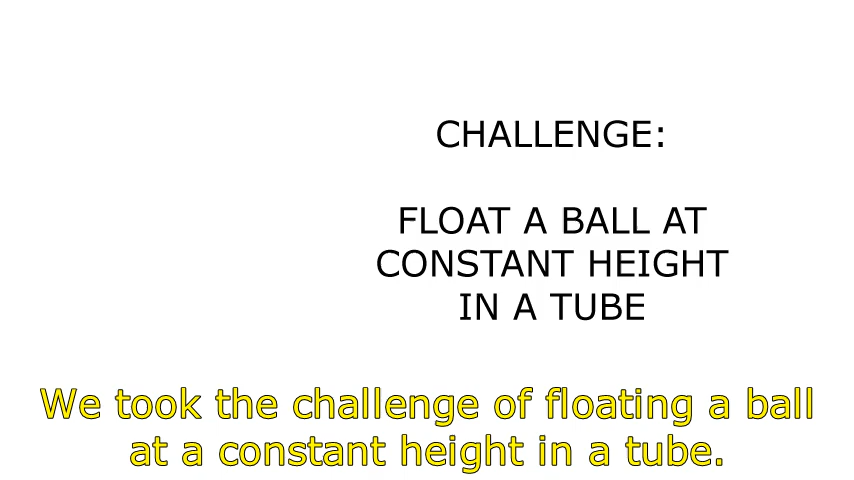 CHALLENGE:
FLOAT A BALL AT
CONSTANT HEIGHT
IN A TUBE
We took the challenge of floating a ball
at a constant height in a tube.